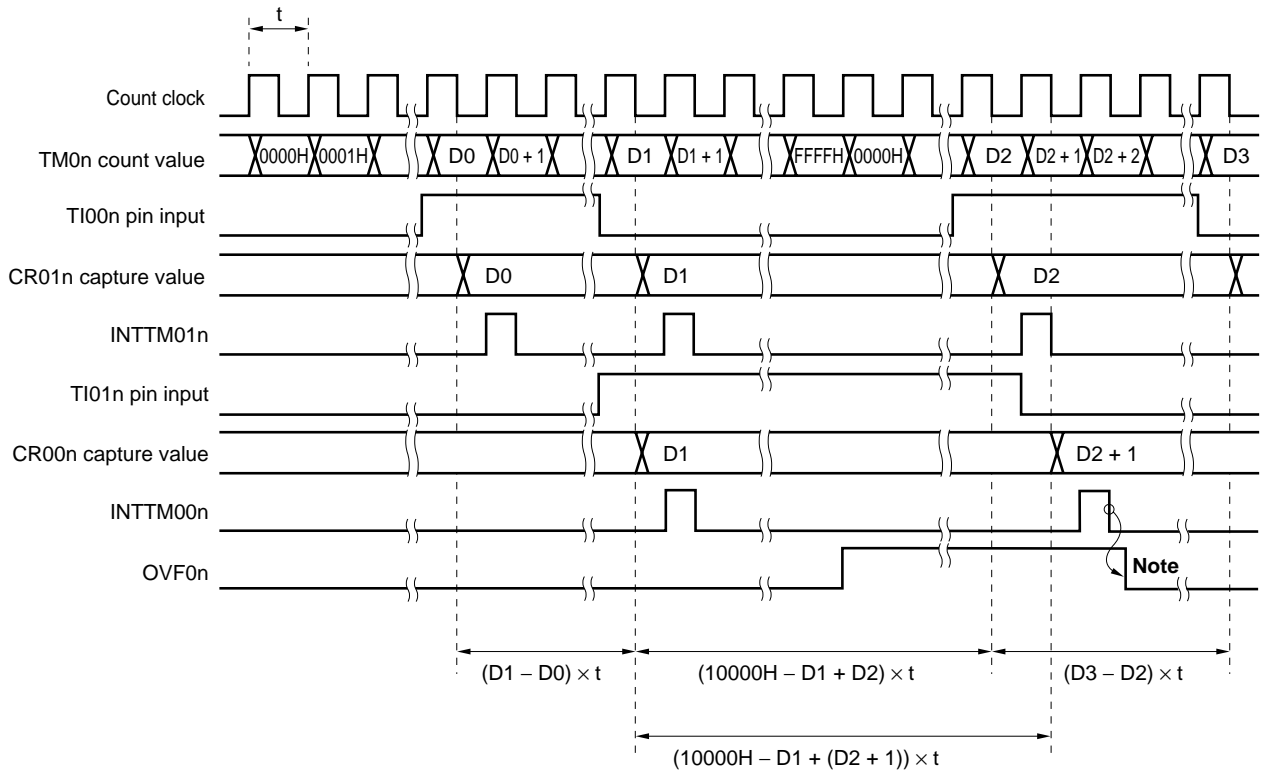 t
Count clock
TM0n count value 0000H 0001H D0 D0 + 1 D1 D1 + 1 FFFFH 0000H D2 D2 + 1 D2 + 2 D3
TI00n pin input
CR01n capture value D0 D1 D2
INTTM01n
TI01n pin input
CR00n capture value D1 D2 + 1
INTTM00n
OVF0n Note
(D1 − D0) × t (10000H − D1 + D2) × t (D3 − D2) × t
(10000H − D1 + (D2 + 1)) × t